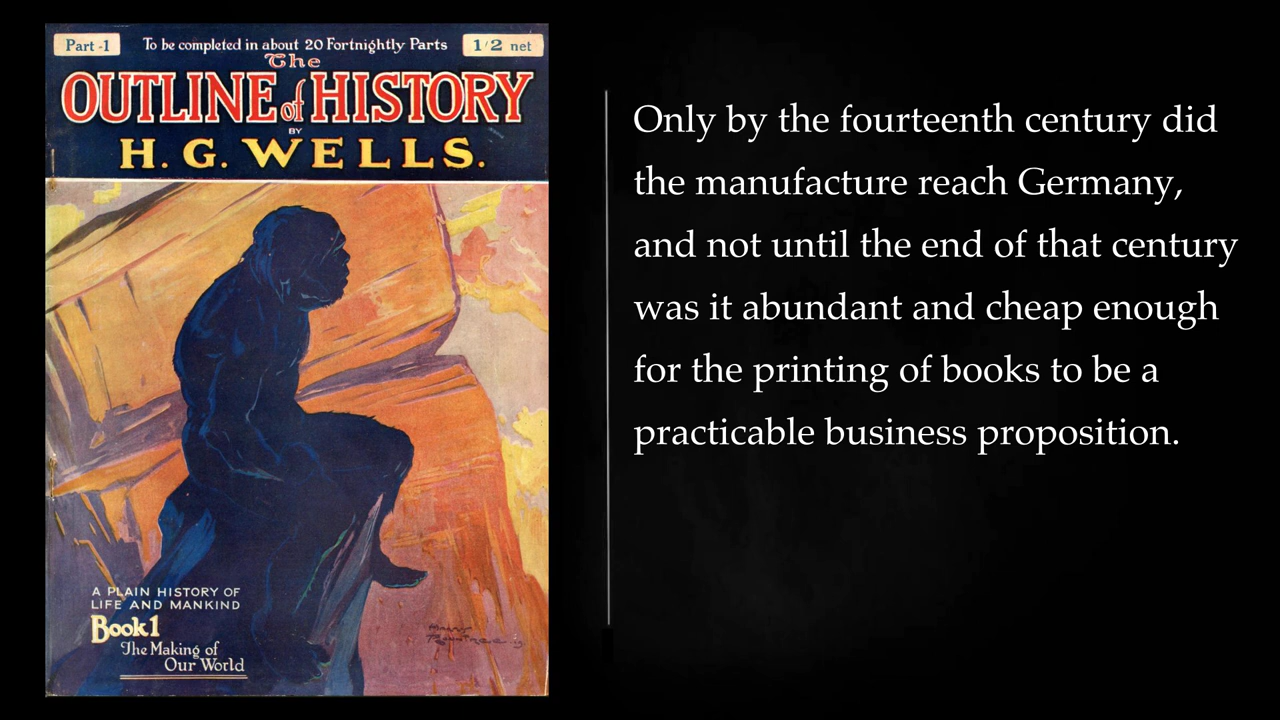 Part -1
To be completed in about 20 Fortnightly Parts
1/2 net
The
OUTLINE of HISTORY
BY
H. G. WELLS.
A PLAIN HISTORY OF
LIFE AND MANKIND
Book 1
The Making of
Our World
Only by the fourteenth century did
the manufacture reach Germany,
and not until the end of that century
was it abundant and cheap enough
for the printing of books to be a
practicable business proposition.